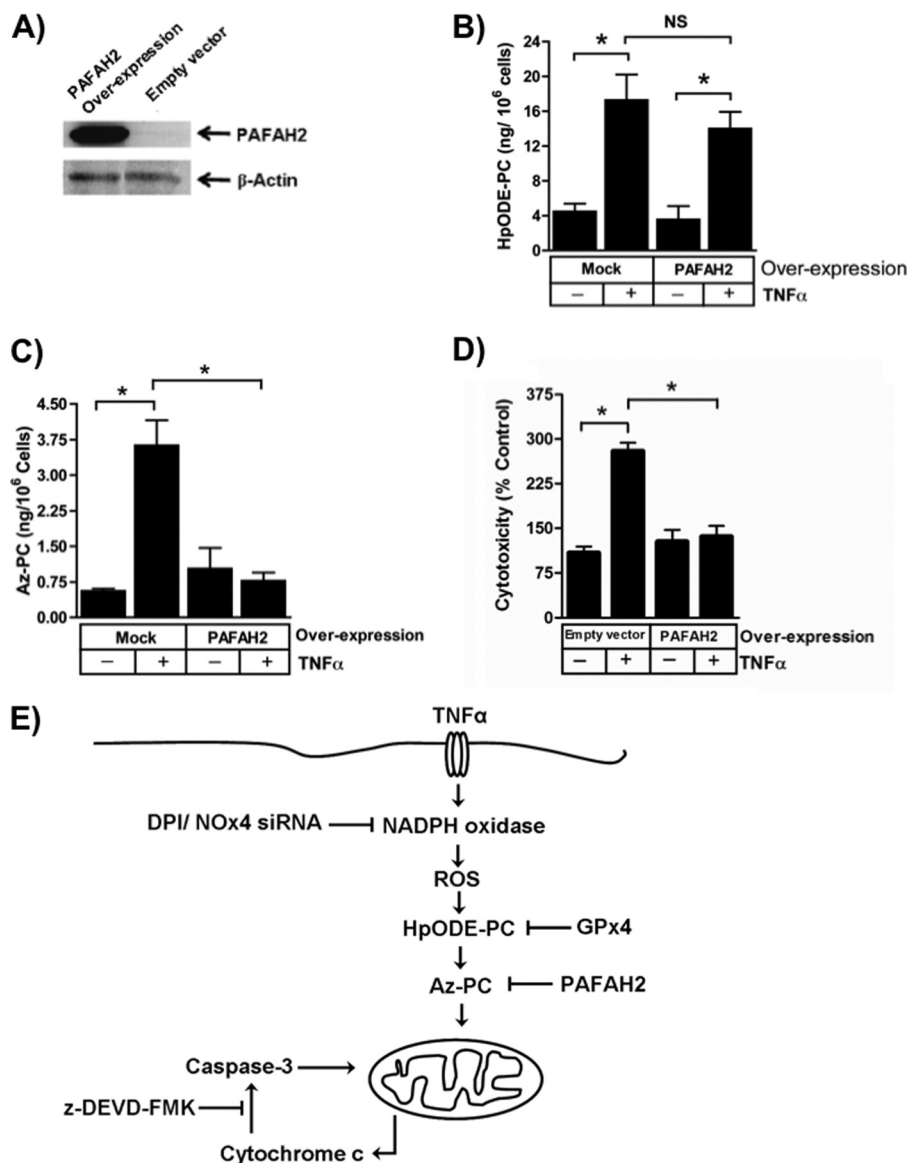 A)
PAFAH2
Over-expression
Empty vector
PAFAH2
β-Actin
B)
HpODE-PC (ng/ 10⁶ cells)
24
20
16
12
8
4
0
*
NS
*
Mock PAFAH2 Over-expression
– + – + TNFα
C)
Az-PC (ng/10⁶ Cells)
4.50
3.75
3.00
2.25
1.50
0.75
0.00
*
*
Mock PAFAH2 Over-expression
– + – + TNFα
D)
Cytotoxicity (% Control)
375
300
225
150
75
0
*
*
Empty vector PAFAH2 Over-expression
– + – + TNFα
E)
TNFα
DPI/ NOx4 siRNA NADPH oxidase
ROS
HpODE-PC GPx4
Az-PC PAFAH2
Caspase-3
z-DEVD-FMK
Cytochrome c